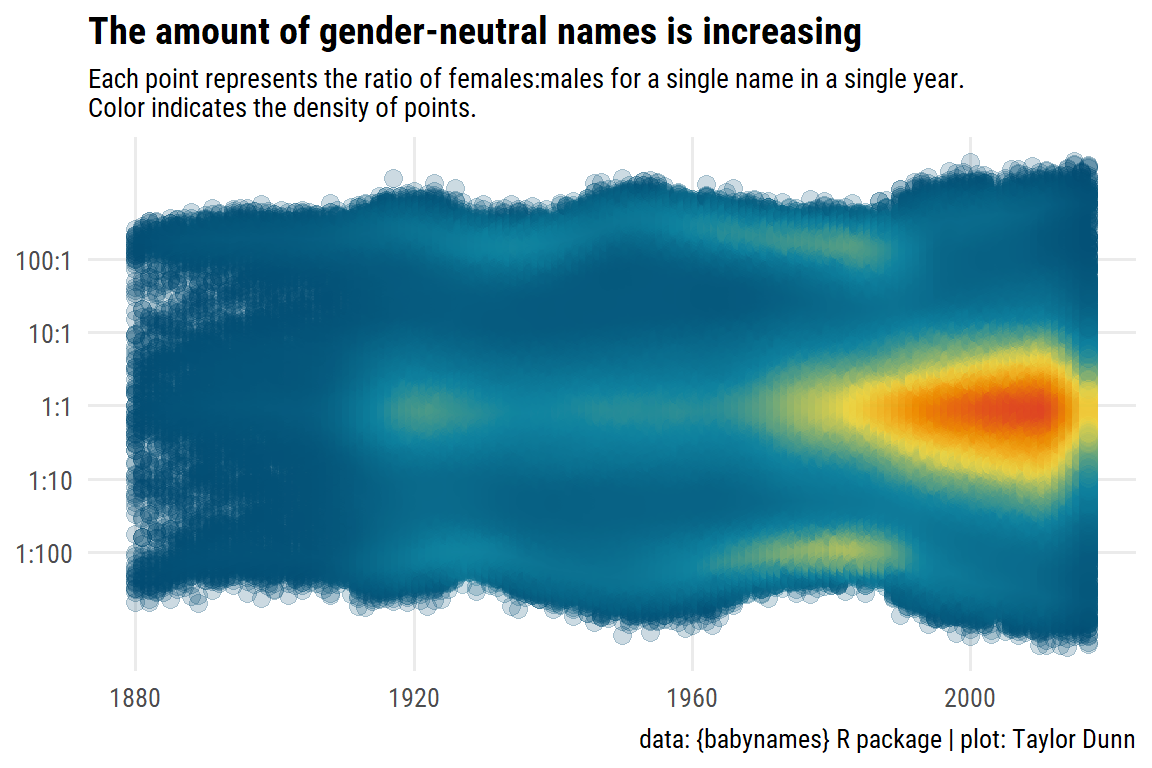 The amount of gender-neutral names is increasing
Each point represents the ratio of females:males for a single name in a single year.
Color indicates the density of points.
100:1
10:1
1:1
1:10
1:100
1880
1920
1960
2000
data: {babynames} R package | plot: Taylor Dunn